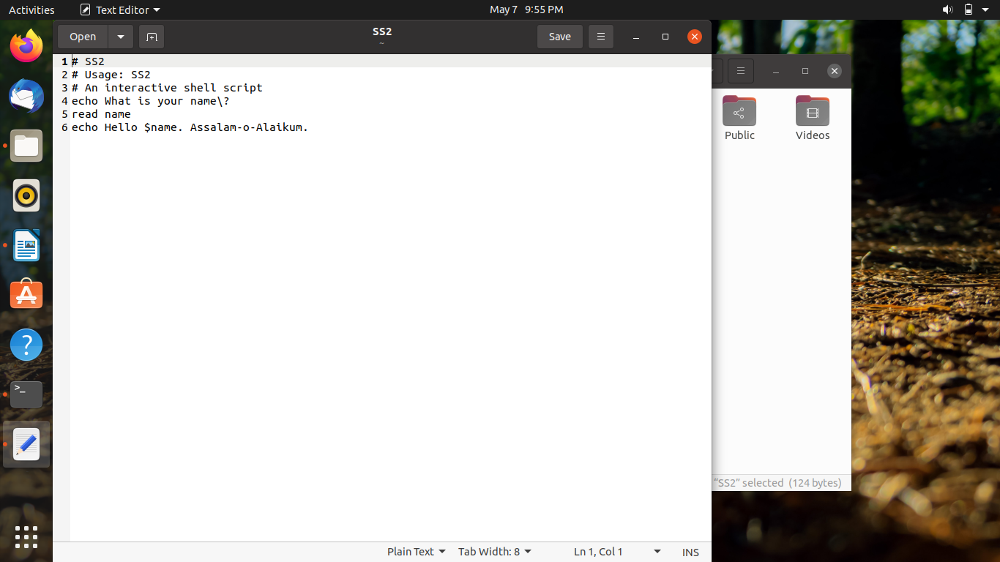 Activities Text Editor May 7 9:55 PM
Open SS2 Save
~
1 # SS2
2 # Usage: SS2
3 # An interactive shell script
4 echo What is your name\?
5 read name
6 echo Hello $name. Assalam-o-Alaikum.
Public Videos
"SS2" selected (124 bytes)
Plain Text Tab Width: 8 Ln 1, Col 1 INS